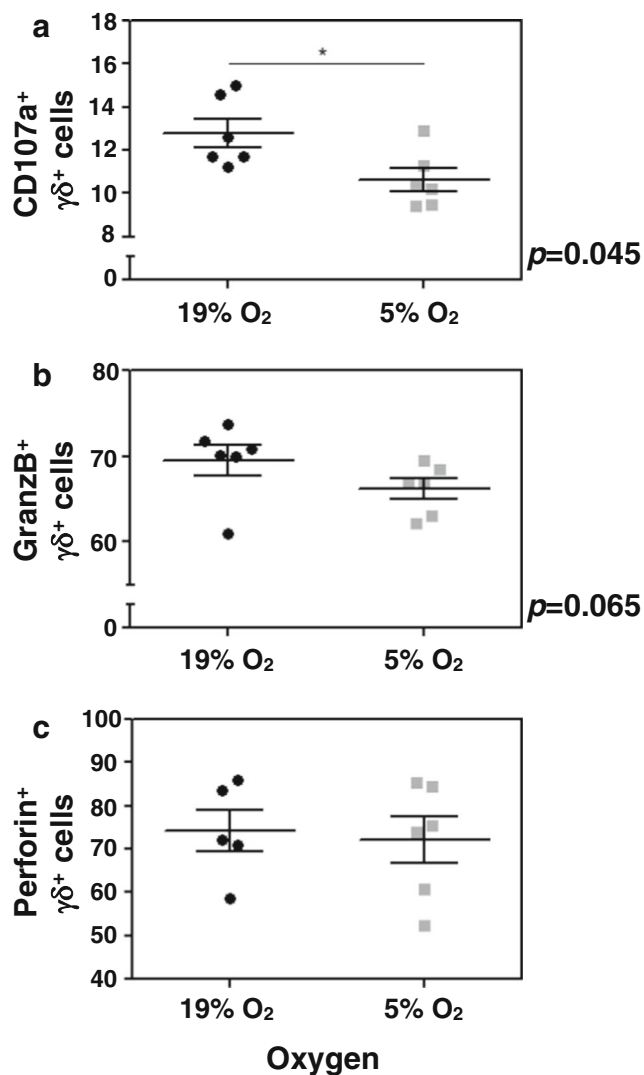 a
CD107a⁺
γδ⁺ cells
18
16
14
12
10
8
0
*
19% O₂
5% O₂
p=0.045
b
GranzB⁺
γδ⁺ cells
80
70
60
0
19% O₂
5% O₂
p=0.065
c
Perforin⁺
γδ⁺ cells
100
90
80
70
60
50
40
19% O₂
5% O₂
Oxygen